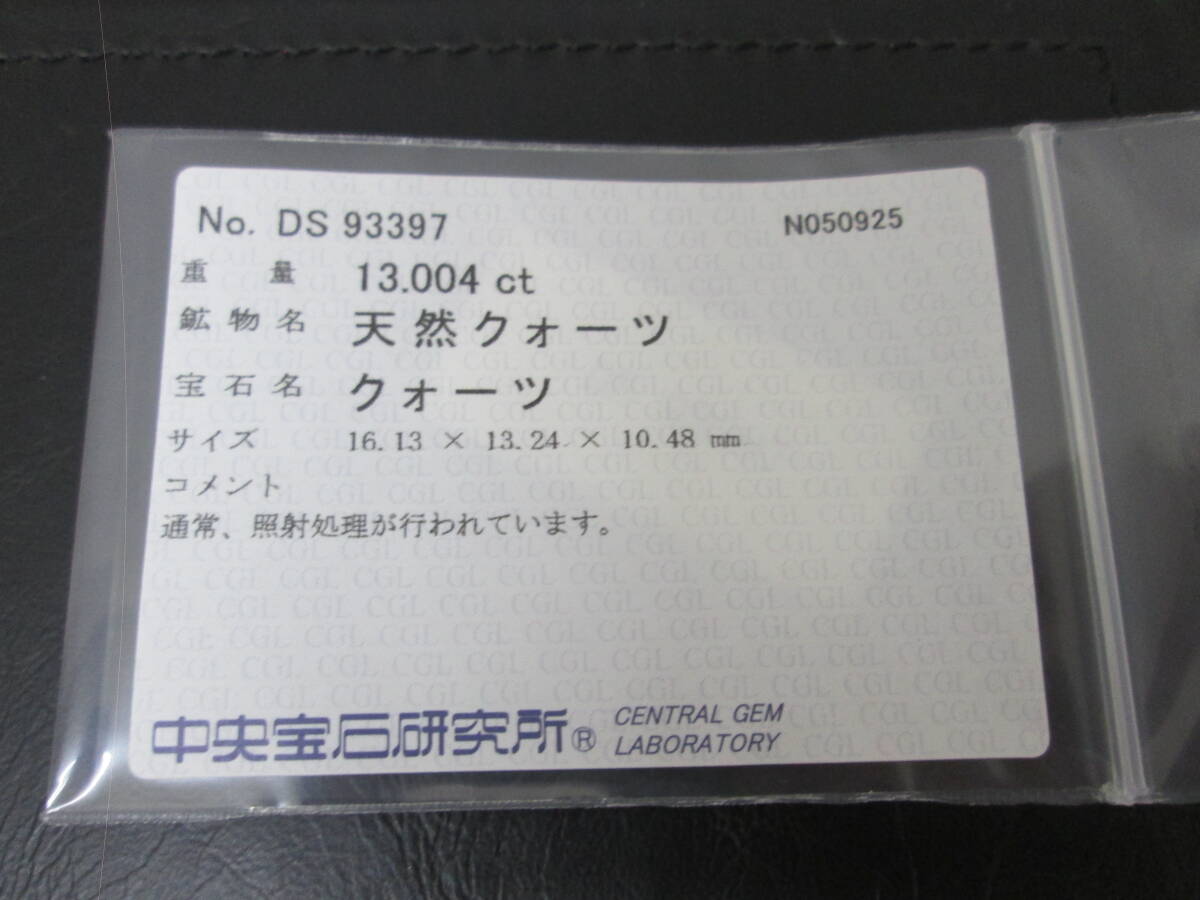 No. DS 93397 N050925
重 量 13.004 ct
鉱物名 天然クォーツ
宝石名 クォーツ
サイズ 16.13 × 13.24 × 10.48 mm
コメント
通常、照射処理が行われています。
中央宝石研究所® CENTRAL GEM
LABORATORY